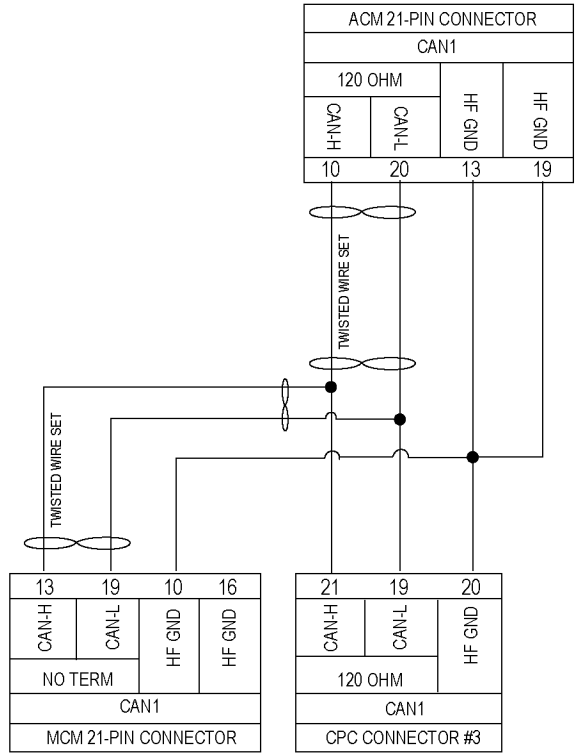 ACM 21-PIN CONNECTOR
CAN1
120 OHM
CAN-H CAN-L HF GND HF GND
10 20 13 19
TWISTED WIRE SET
TWISTED WIRE SET
13 19 10 16
CAN-H CAN-L HF GND HF GND
NO TERM
CAN1
MCM 21-PIN CONNECTOR
21 19 20
CAN-H CAN-L HF GND
120 OHM
CAN1
CPC CONNECTOR #3